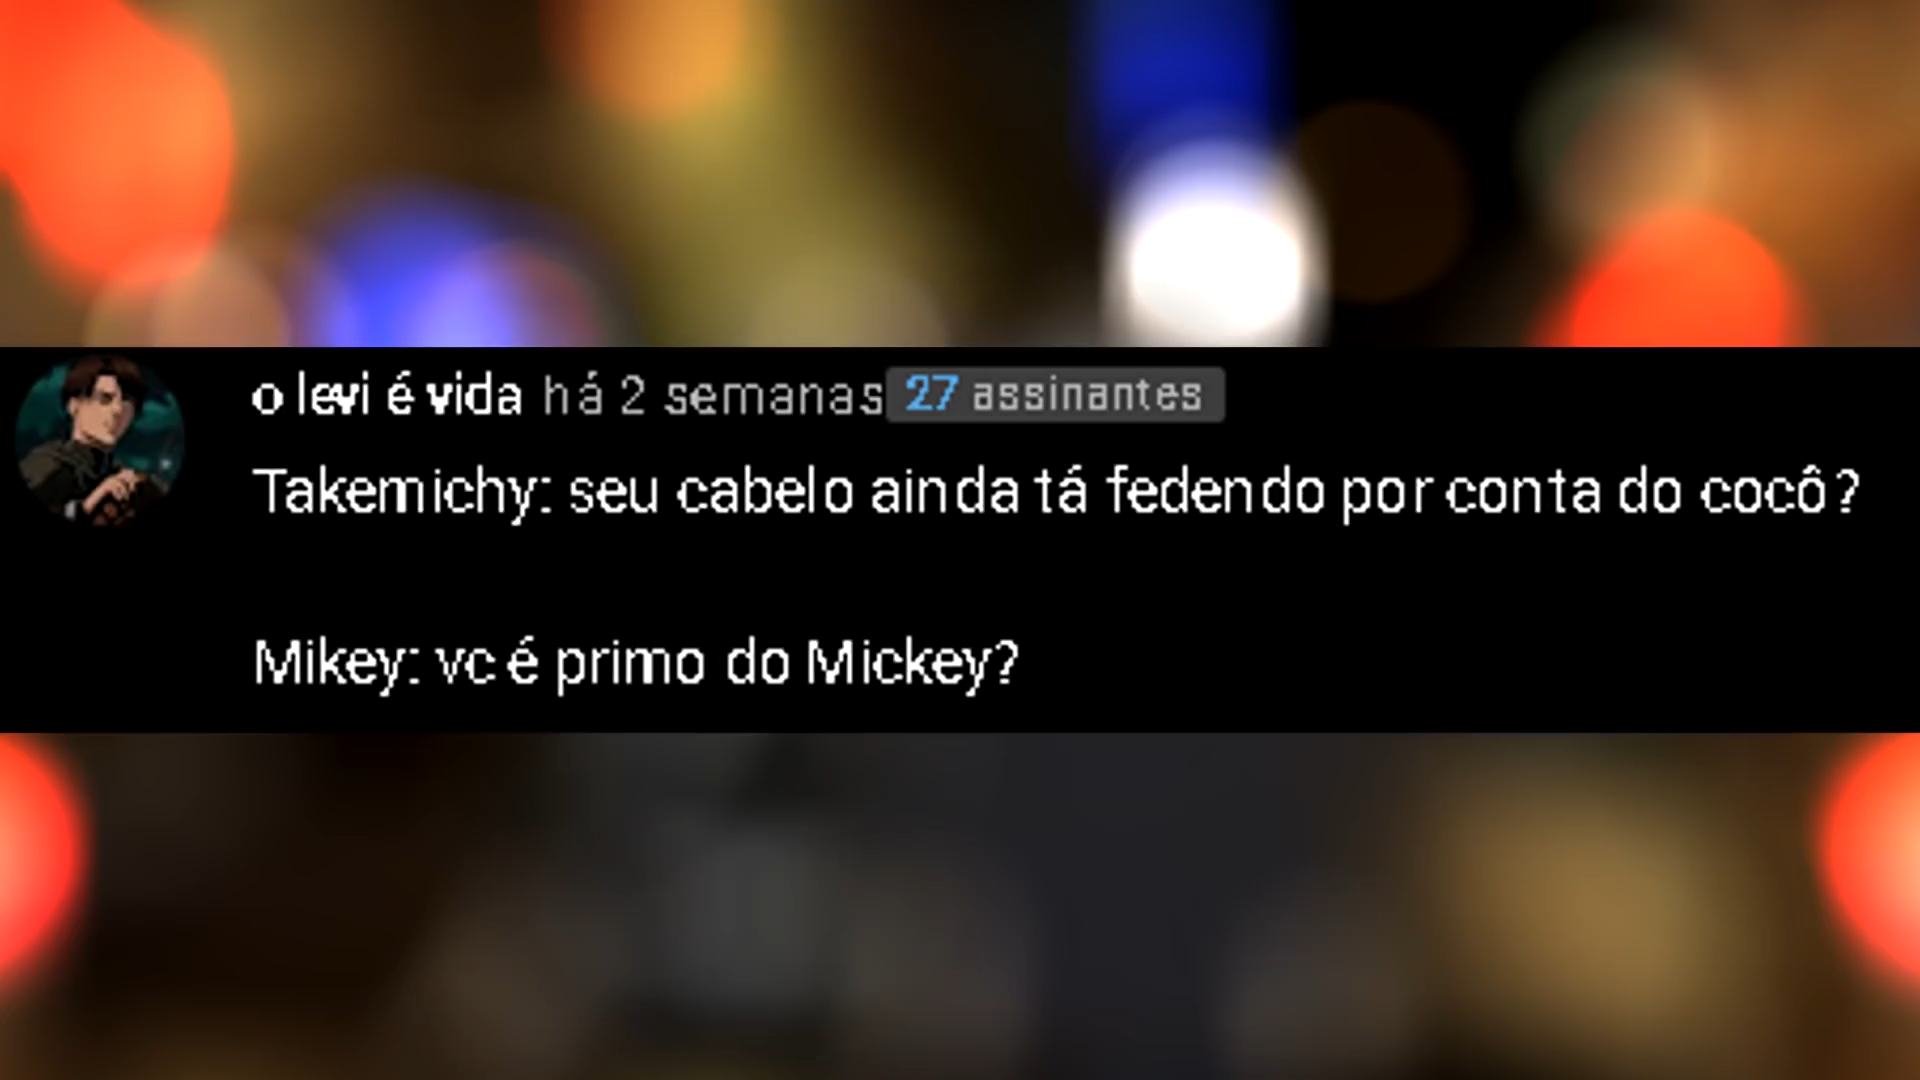 o levi é vida há 2 semanas 27 assinantes
Takemichy: seu cabelo ainda tá fedendo por conta do cocô?
Mikey: vc é primo do Mickey?